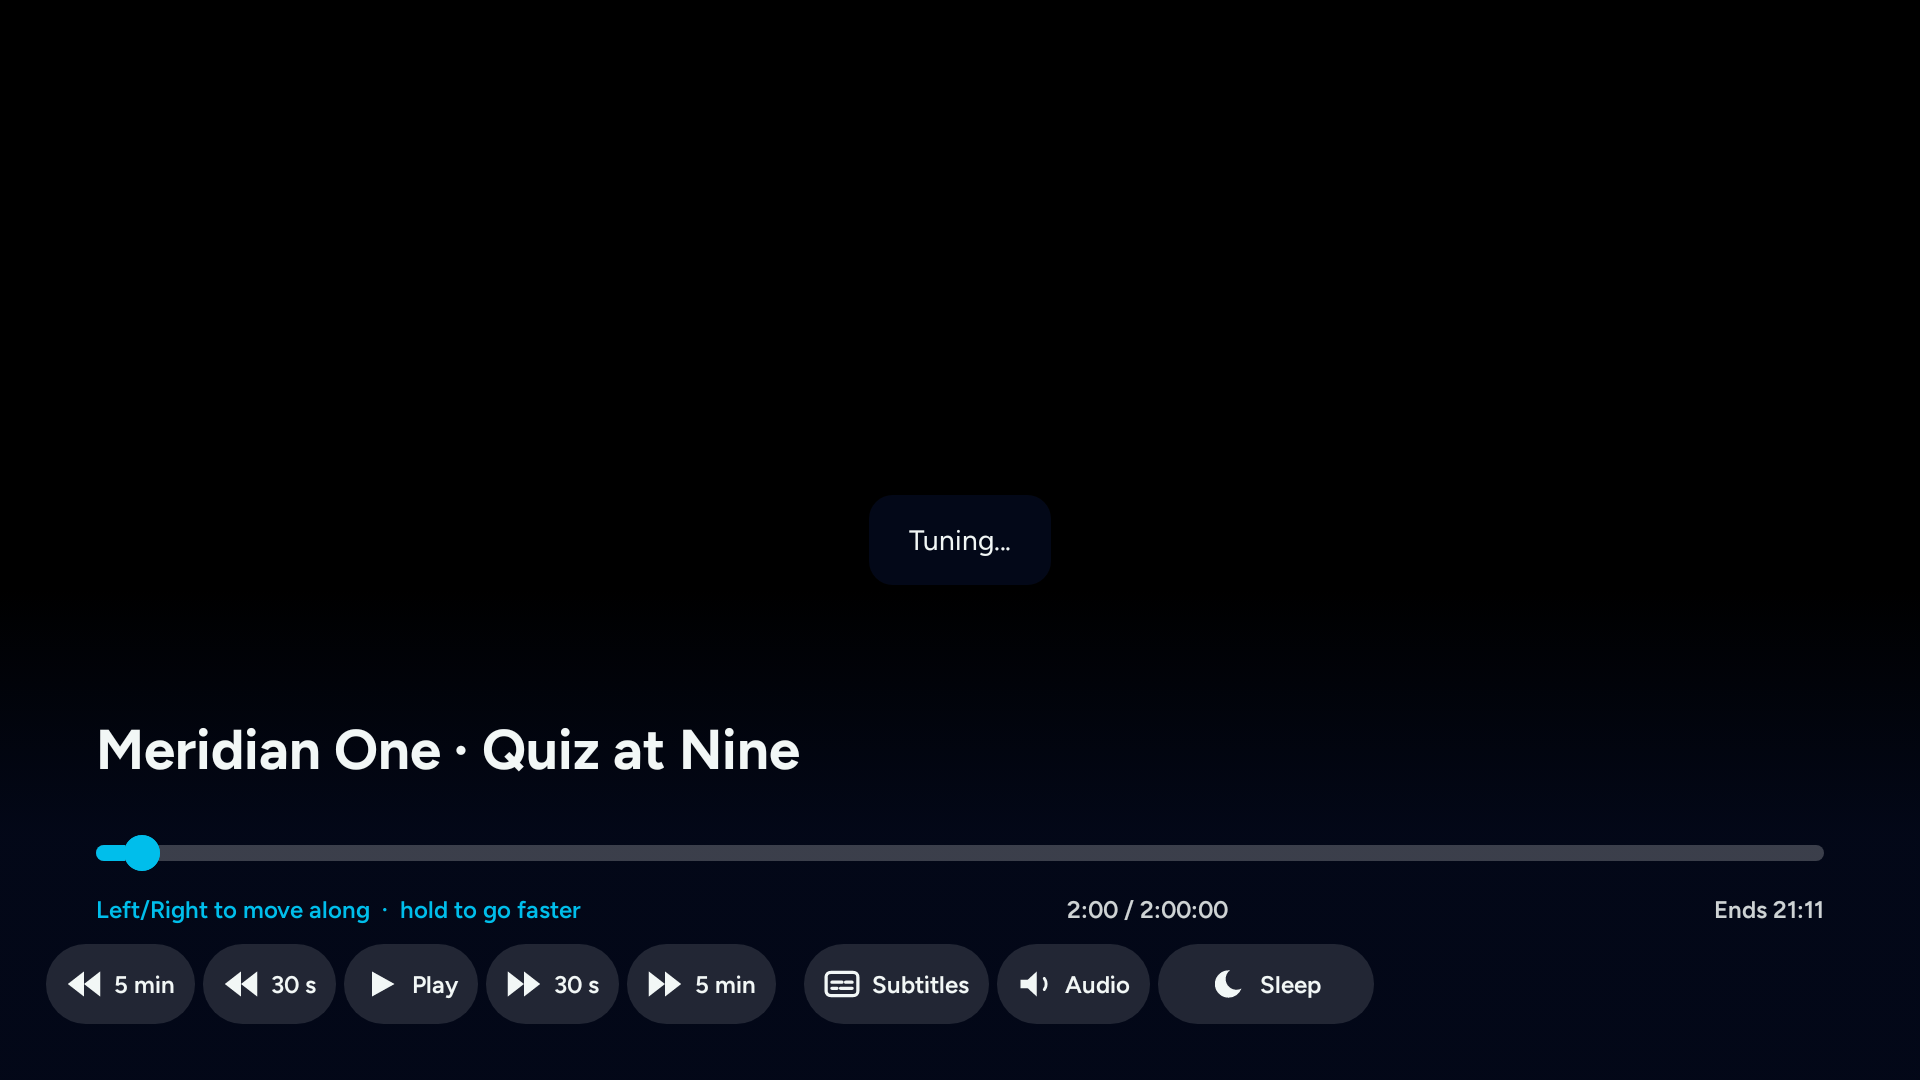 Tuning...
Meridian One · Quiz at Nine
Left/Right to move along · hold to go faster
2:00 / 2:00:00
Ends 21:11
5 min
30 s
Play
30 s
5 min
Subtitles
Audio
Sleep